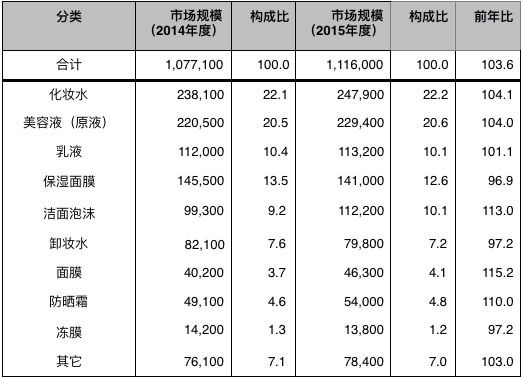 分类 市场规模 构成比 市场规模 构成比 前年比
（2014年度） （2015年度）
合计 1,077,100 100.0 1,116,000 100.0 103.6
化妆水 238,100 22.1 247,900 22.2 104.1
美容液（原液） 220,500 20.5 229,400 20.6 104.0
乳液 112,000 10.4 113,200 10.1 101.1
保湿面膜 145,500 13.5 141,000 12.6 96.9
洁面泡沫 99,300 9.2 112,200 10.1 113.0
卸妆水 82,100 7.6 79,800 7.2 97.2
面膜 40,200 3.7 46,300 4.1 115.2
防晒霜 49,100 4.6 54,000 4.8 110.0
冻膜 14,200 1.3 13,800 1.2 97.2
其它 76,100 7.1 78,400 7.0 103.0